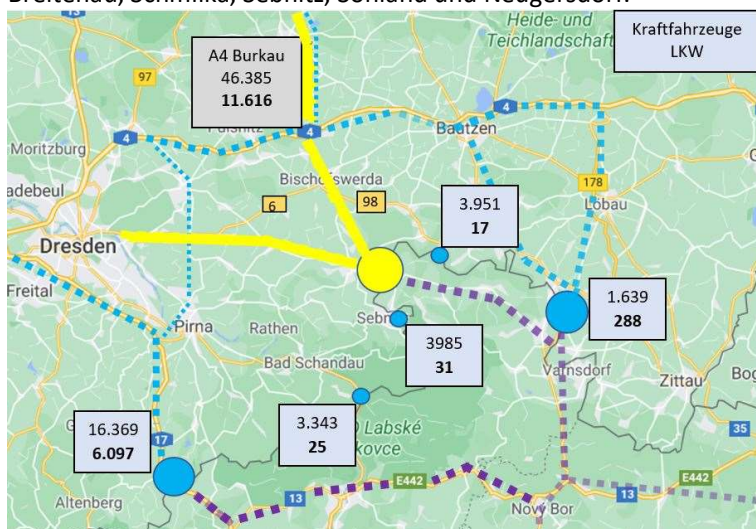 Breitenau, Schmilka, Sebnitz, Sohland und Neugersdorf.
13
Heide- und
Teichlandschaft
Kraftfahrzeuge
LKW
A4 Burkau
46.385
11.616
97
4
4
4
Bautzen
Moritzburg
Bischofswerda
178
Löbau
6
98
3.951
17
Dresden
Freital
1.639
288
Pirna
Rathen
Sebn
3985
31
Bad Schandau
Varnsdorf
Zittau
16.369
6.097
17
3.343
25
Labské
35
Altenberg
13
E442
E442
13
Nový Bor